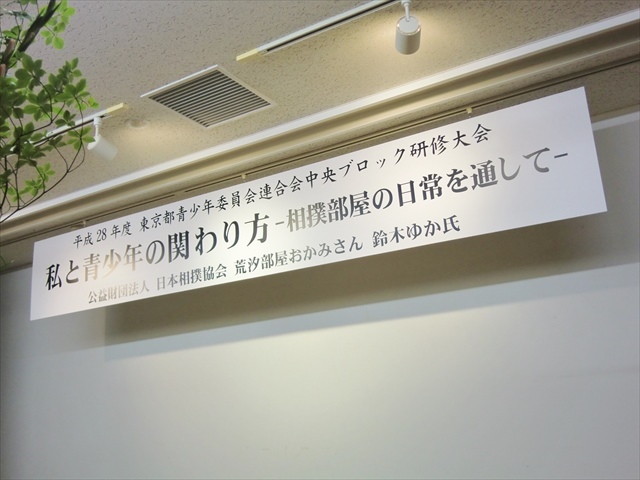 平成28年度 東京都青少年委員会連合会中央ブロック研修大会
私と青少年の関わり方-相撲部屋の日常を通して-
公益財団法人 日本相撲協会 荒汐部屋おかみさん 鈴木ゆか氏